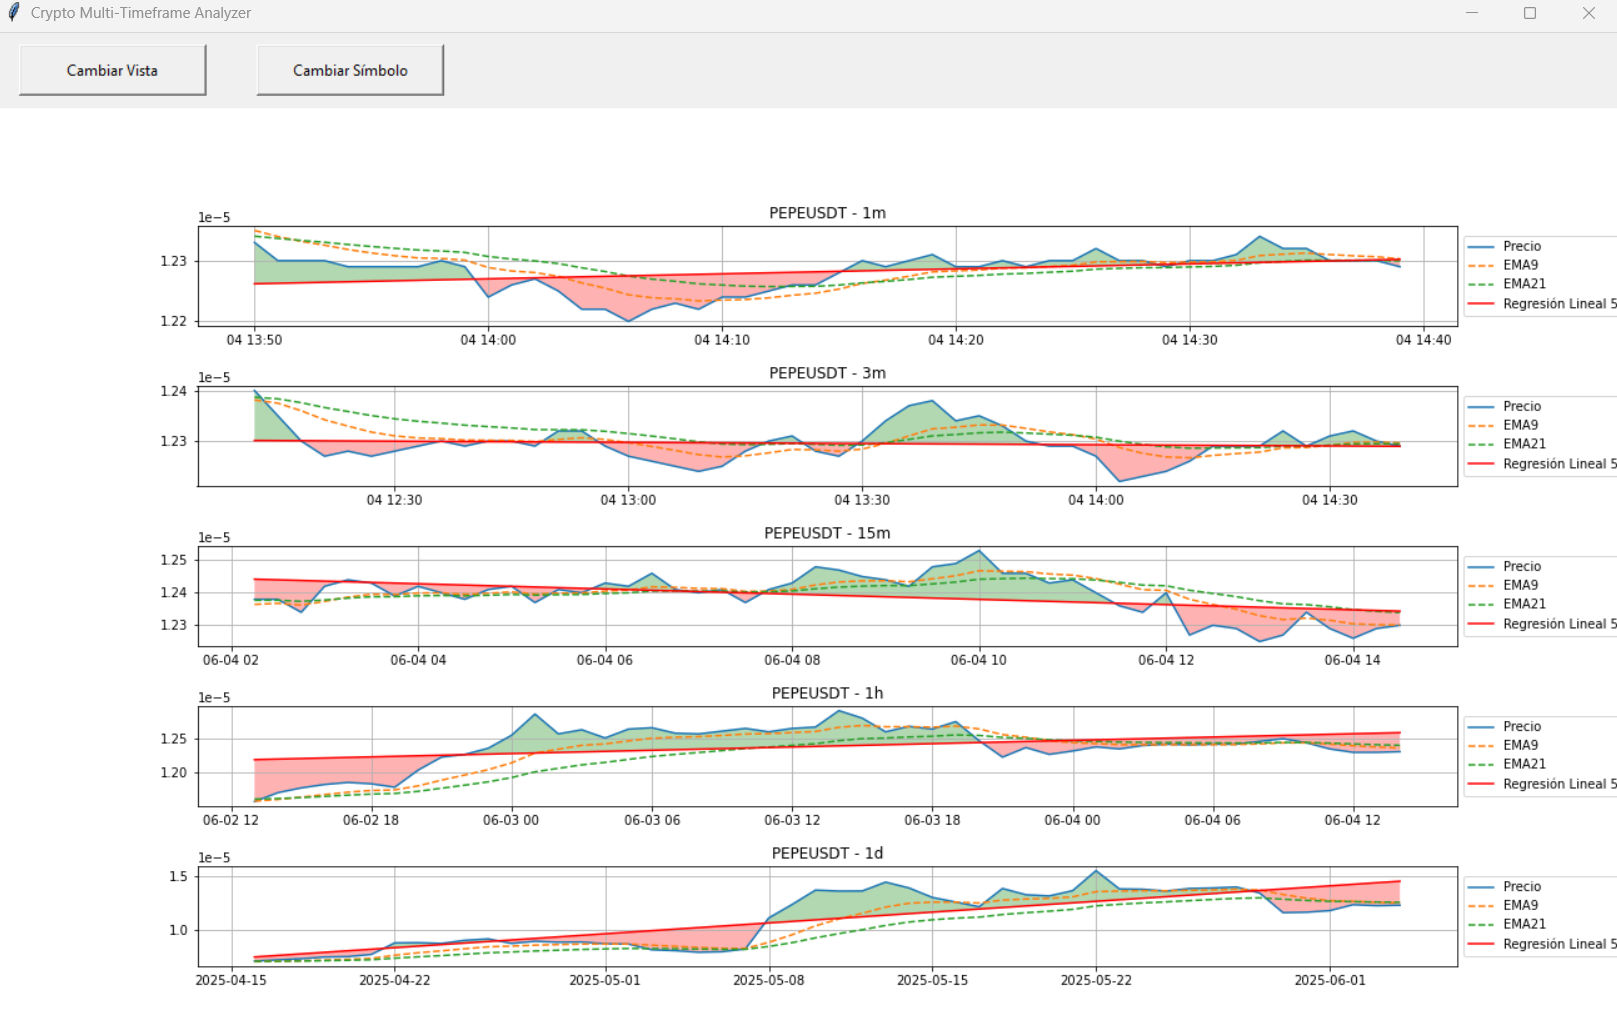 Crypto Multi-Timeframe Analyzer
Cambiar Vista
Cambiar Símbolo
PEPEUSDT - 1m
1e−5
1.23
1.22
04 13:50 04 14:00 04 14:10 04 14:20 04 14:30 04 14:40
Precio
EMA9
EMA21
Regresión Lineal 5
PEPEUSDT - 3m
1e−5
1.24
1.23
04 12:30 04 13:00 04 13:30 04 14:00 04 14:30
Precio
EMA9
EMA21
Regresión Lineal 5
PEPEUSDT - 15m
1e−5
1.25
1.24
1.23
06-04 02 06-04 04 06-04 06 06-04 08 06-04 10 06-04 12 06-04 14
Precio
EMA9
EMA21
Regresión Lineal 5
PEPEUSDT - 1h
1e−5
1.25
1.20
06-02 12 06-02 18 06-03 00 06-03 06 06-03 12 06-03 18 06-04 00 06-04 06 06-04 12
Precio
EMA9
EMA21
Regresión Lineal 5
PEPEUSDT - 1d
1e−5
1.5
1.0
2025-04-15 2025-04-22 2025-05-01 2025-05-08 2025-05-15 2025-05-22 2025-06-01
Precio
EMA9
EMA21
Regresión Lineal 5